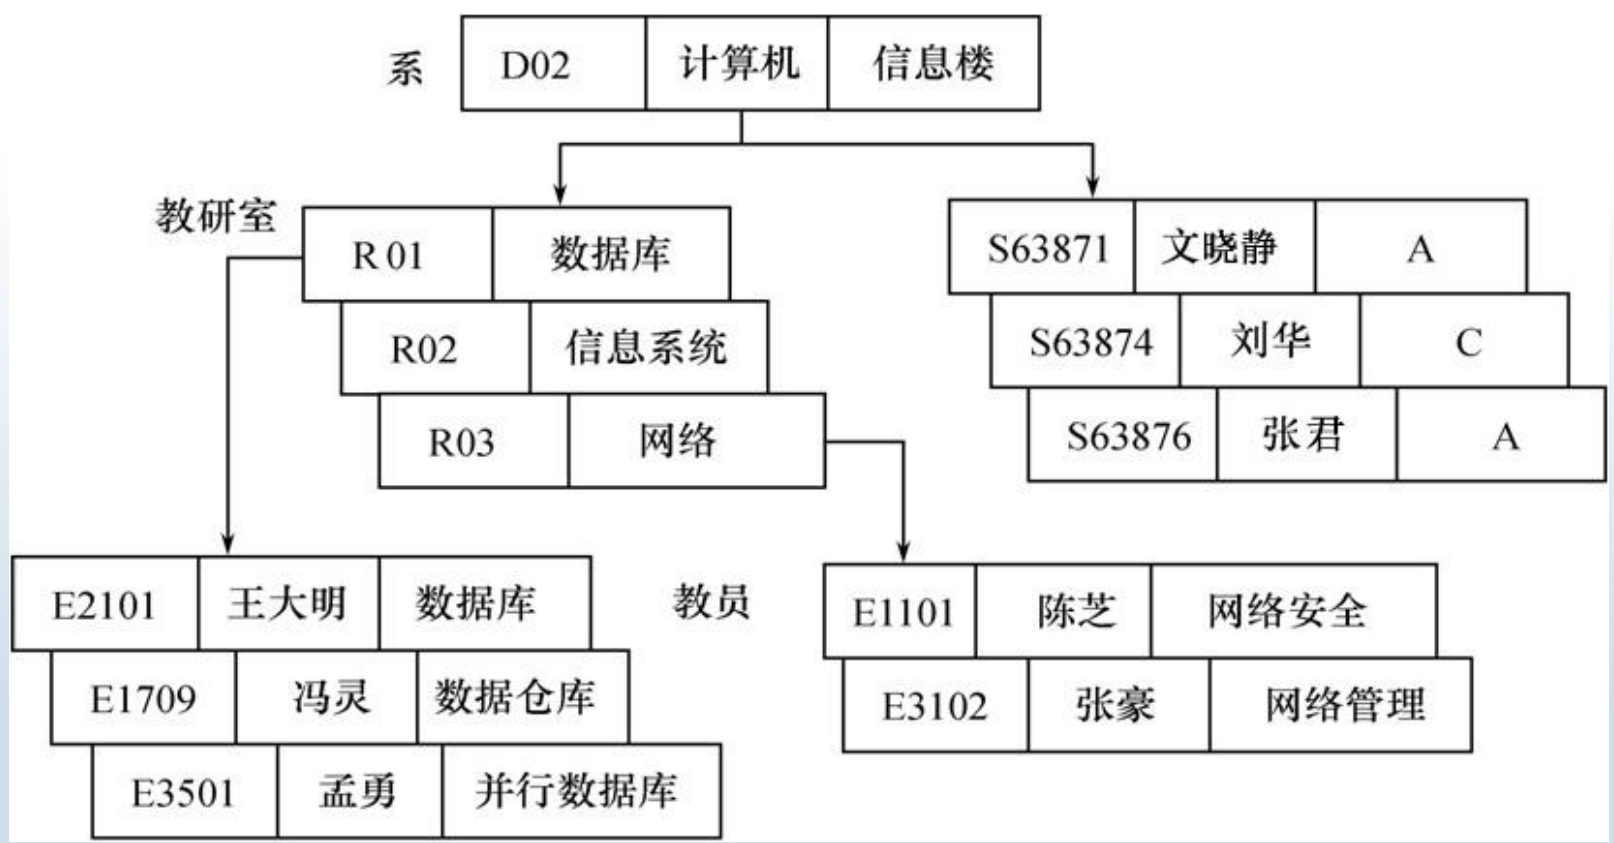 系 D02 计算机 信息楼
教研室 R01 数据库
R02 信息系统
R03 网络
S63871 文晓静 A
S63874 刘华 C
S63876 张君 A
E2101 王大明 数据库
E1709 冯灵 数据仓库
E3501 孟勇 并行数据库
教员
E1101 陈芝 网络安全
E3102 张豪 网络管理